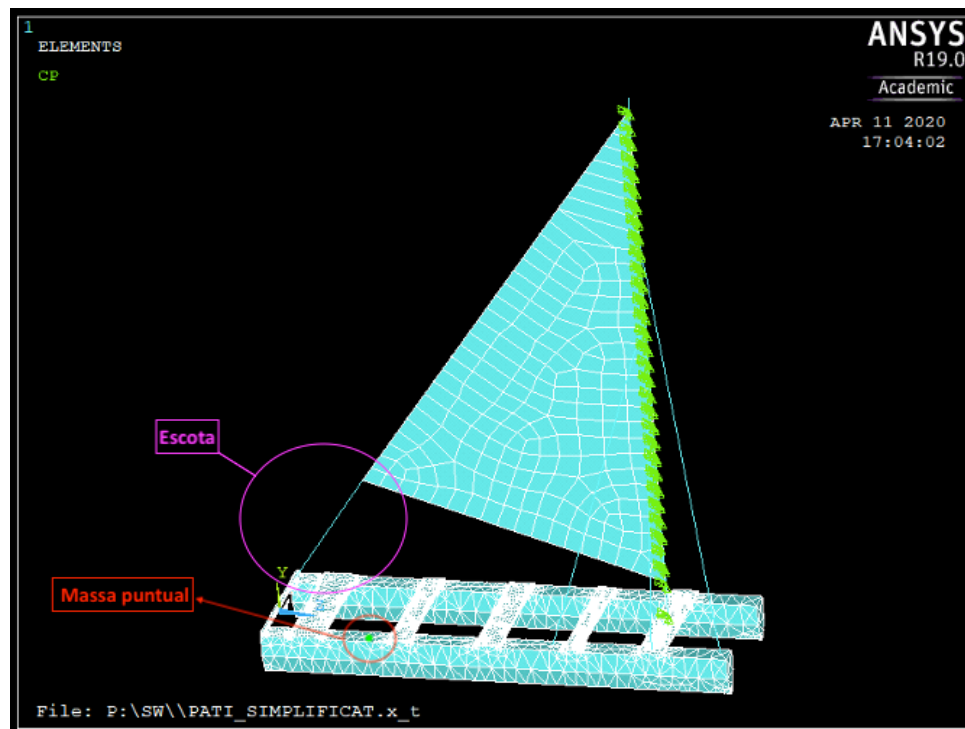 1
ELEMENTS
CP
ANSYS
R19.0
Academic
APR 11 2020
17:04:02
Escota
Y
Massa puntual
File: P:\SW\\PATI_SIMPLIFICAT.x_t